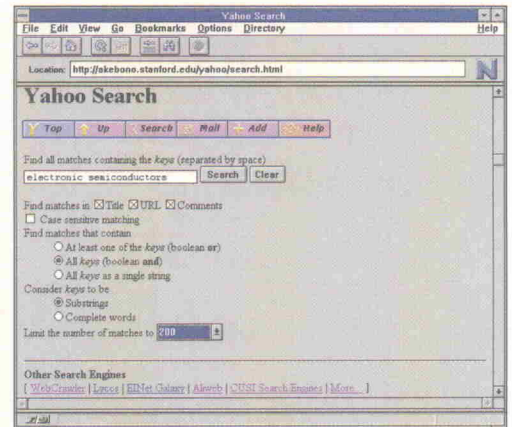 Yahoo Search
File Edit View Go Bookmarks Options Directory Help
Location: http://akebono.stanford.edu/yahoo/search.html
N
Yahoo Search
Top Up Search Mail Add Help
Find all matches containing the keys (separated by space)
electronic semiconductors Search Clear
Find matches in Title URL Comments
Case sensitive matching
Find matches that contain
At least one of the keys (boolean or)
All keys (boolean and)
All keys as a single string
Consider keys to be
Substrings
Complete words
Limit the number of matches to 200
Other Search Engines
[ WebCrawler | Lycos | EINet Galaxy | Aliweb | CUSI Search Engines | More... ]